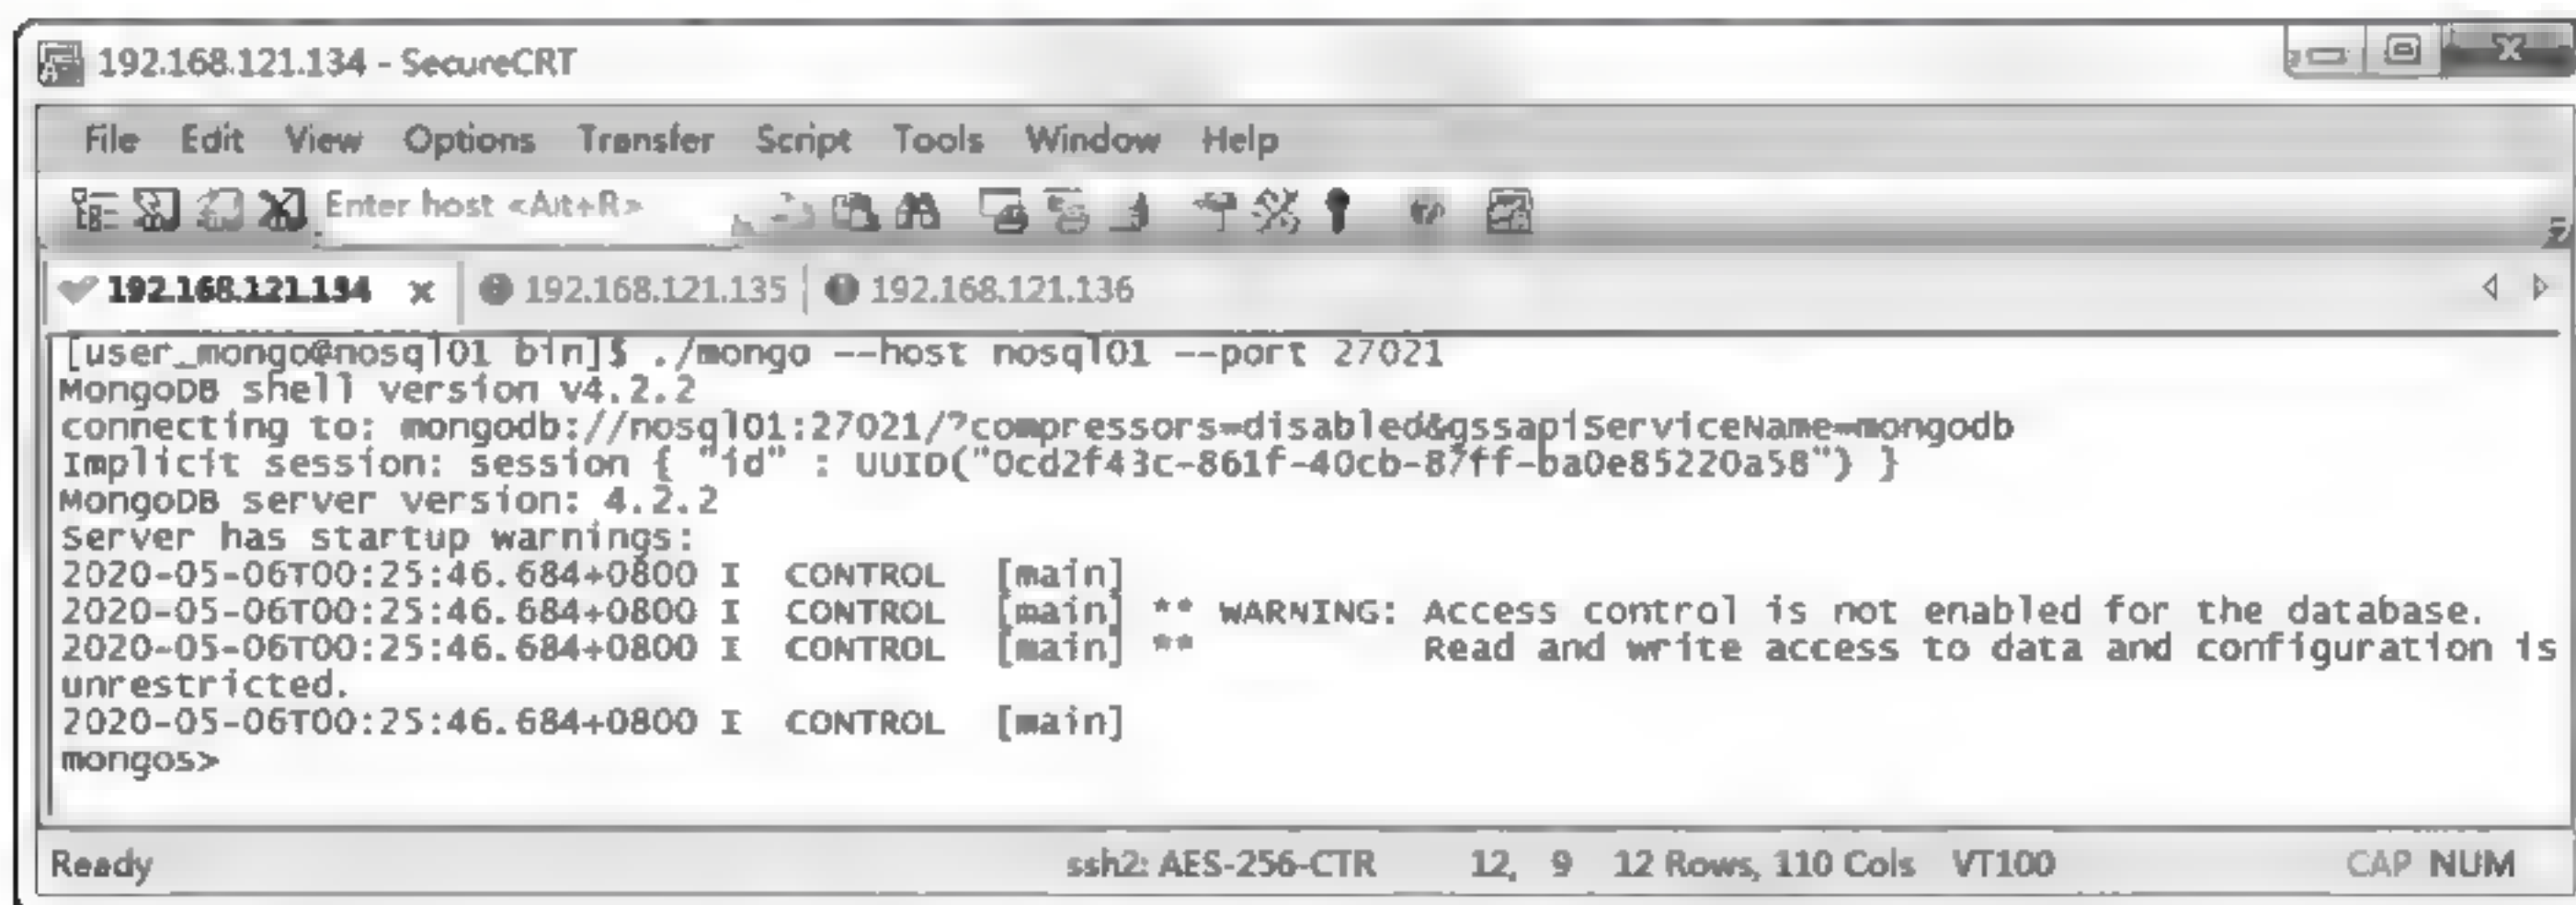 192.168.121.134 - SecureCRT
File Edit View Options Transfer Script Tools Window Help
Enter host <Alt+R>
192.168.121.134 x 192.168.121.135 192.168.121.136
[user_mongo@nosql01 bin]$ ./mongo --host nosql01 --port 27021
MongoDB shell version v4.2.2
connecting to: mongodb://nosql01:27021/?compressors=disabled&gssapiServiceName=mongodb
Implicit session: session { "id" : UUID("0cd2f43c-861f-40cb-87ff-ba0e85220a58") }
MongoDB server version: 4.2.2
Server has startup warnings:
2020-05-06T00:25:46.684+0800 I  CONTROL  [main]
2020-05-06T00:25:46.684+0800 I  CONTROL  [main] ** WARNING: Access control is not enabled for the database.
2020-05-06T00:25:46.684+0800 I  CONTROL  [main] **          Read and write access to data and configuration is
unrestricted.
2020-05-06T00:25:46.684+0800 I  CONTROL  [main]
mongos>
Ready ssh2: AES-256-CTR 12, 9 12 Rows, 110 Cols VT100 CAP NUM